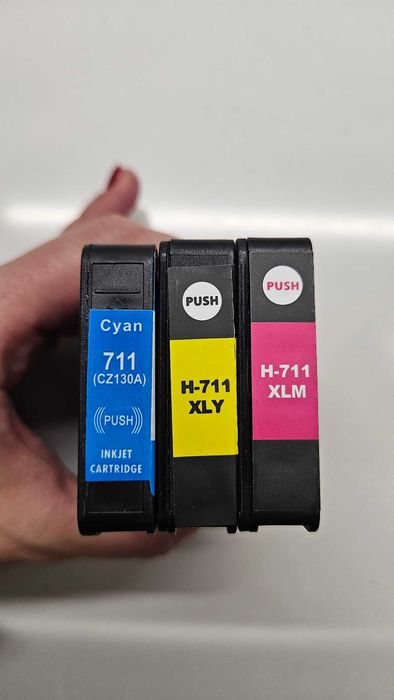 Cyan
711
(CZ130A)
PUSH
INKJET
CARTRIDGE
PUSH
H-711
XLY
PUSH
H-711
XLM